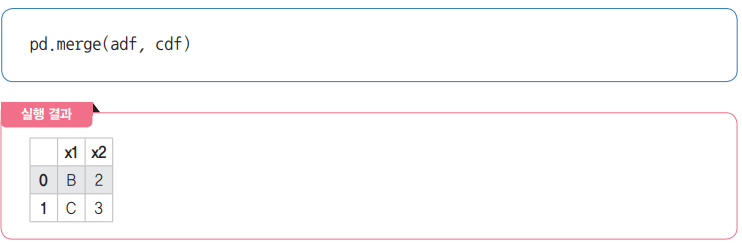 pd.merge(adf, cdf)
실행 결과
x1 x2
0 B 2
1 C 3